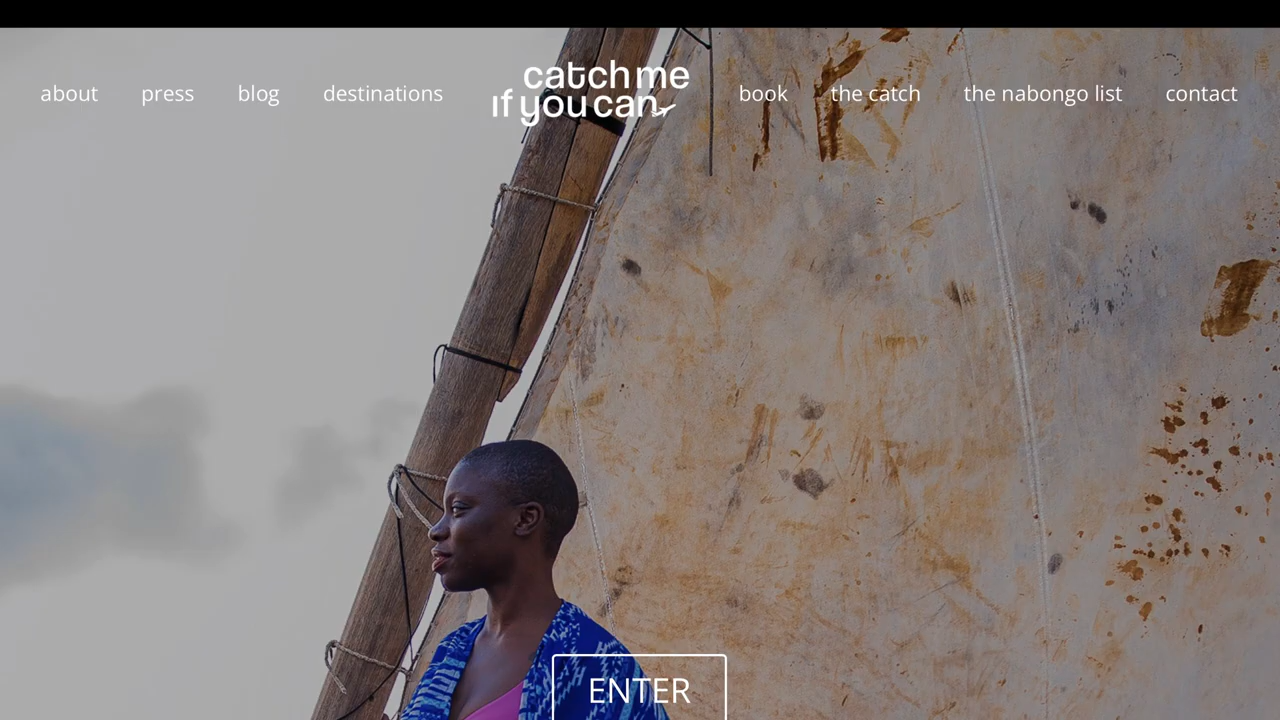 about
press
blog
destinations
catch me
if you can
book
the catch
the nabongo list
contact
ENTER